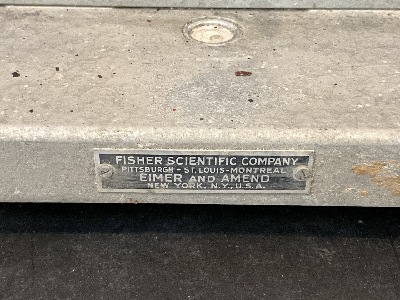 FISHER SCIENTIFIC COMPANY
PITTSBURGH - ST. LOUIS - MONTREAL
EIMER AND AMEND
NEW YORK, N.Y., U.S.A.